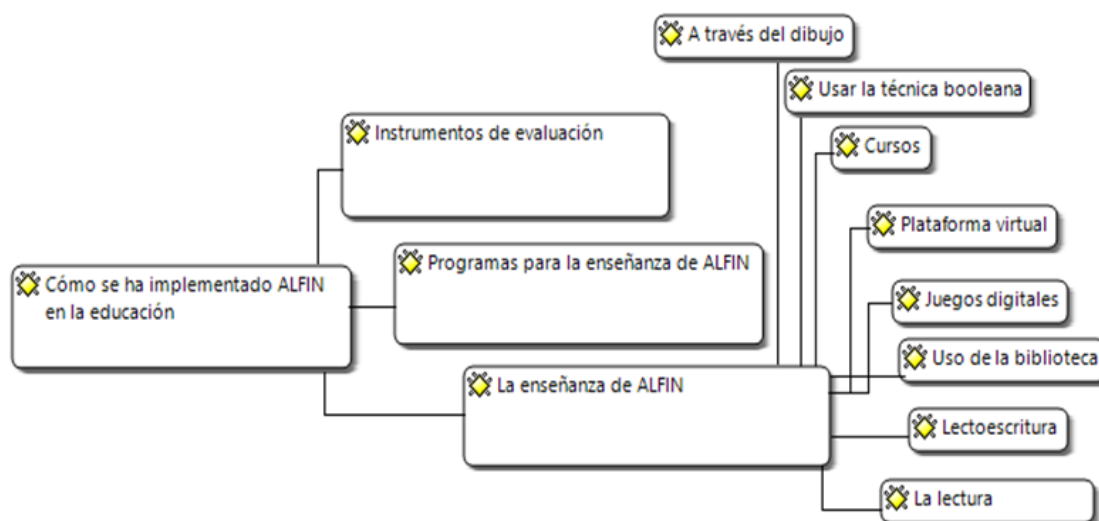 A través del dibujo
Usar la técnica booleana
Instrumentos de evaluación
Cursos
Plataforma virtual
Programas para la enseñanza de ALFIN
Cómo se ha implementado ALFIN
en la educación
Juegos digitales
Uso de la biblioteca
La enseñanza de ALFIN
Lectoescritura
La lectura